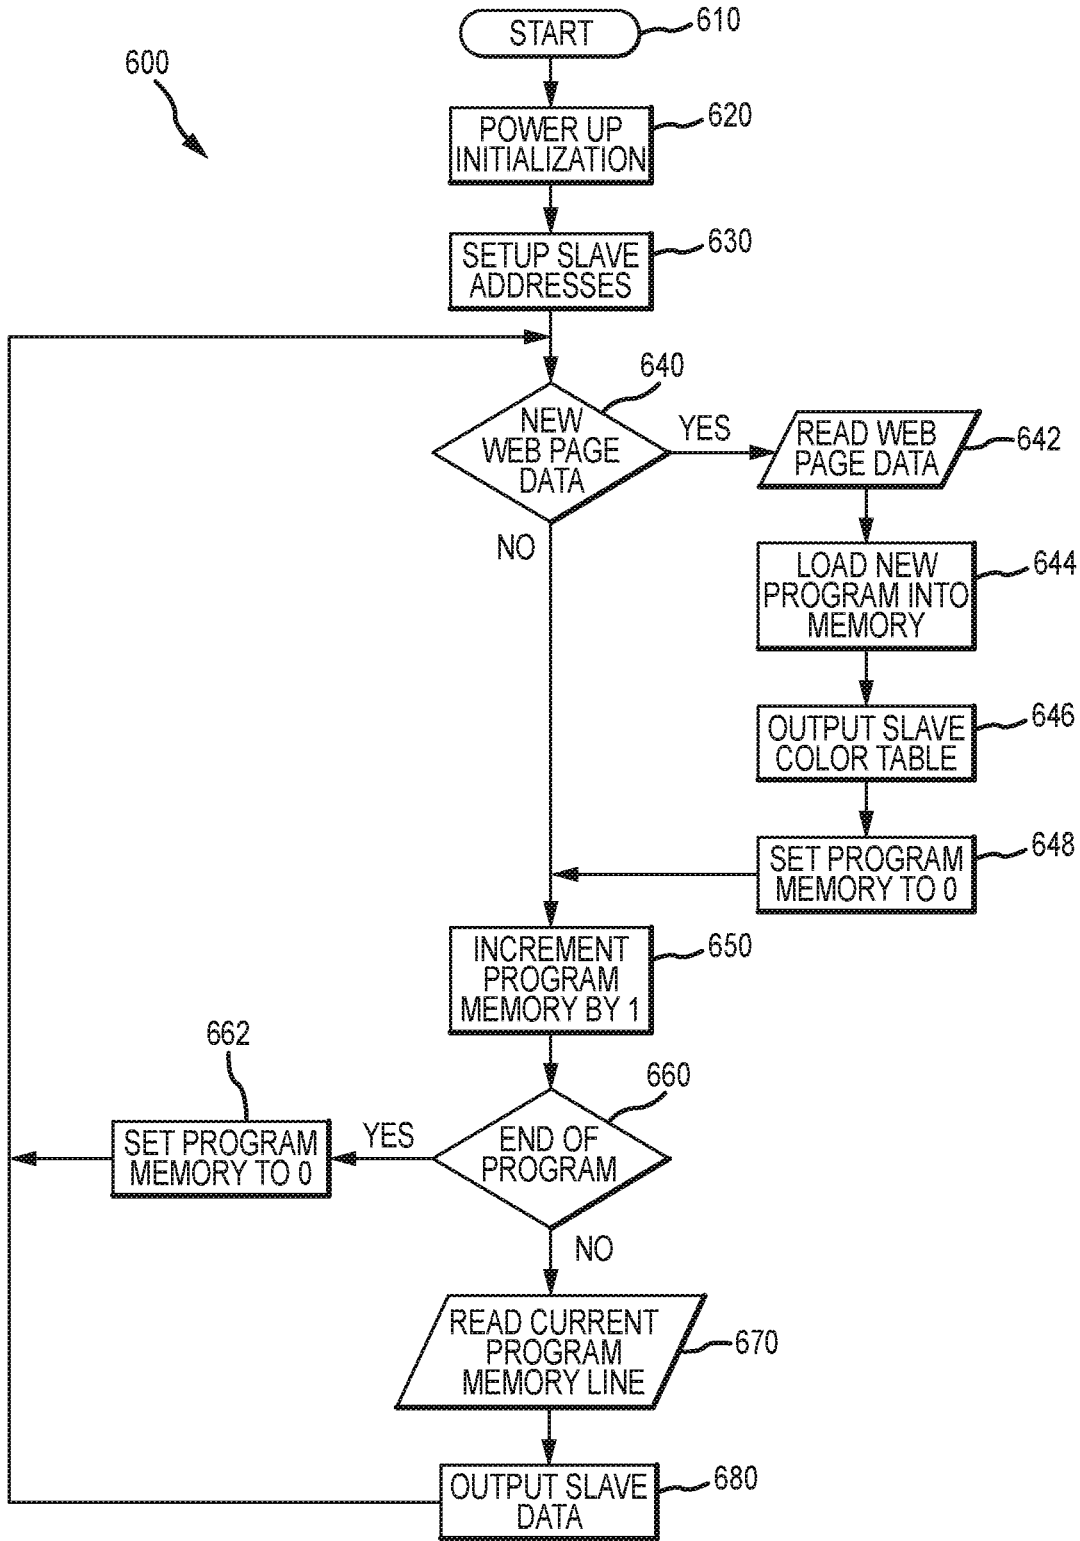 START
610
600
POWER UP
INITIALIZATION
620
SETUP SLAVE
ADDRESSES
630
640
NEW
WEB PAGE
DATA
YES
READ WEB
PAGE DATA
642
NO
LOAD NEW
PROGRAM INTO
MEMORY
644
OUTPUT SLAVE
COLOR TABLE
646
SET PROGRAM
MEMORY TO 0
648
INCREMENT
PROGRAM
MEMORY BY 1
650
662
660
SET PROGRAM
MEMORY TO 0
YES
END OF
PROGRAM
NO
READ CURRENT
PROGRAM
MEMORY LINE
670
OUTPUT SLAVE
DATA
680